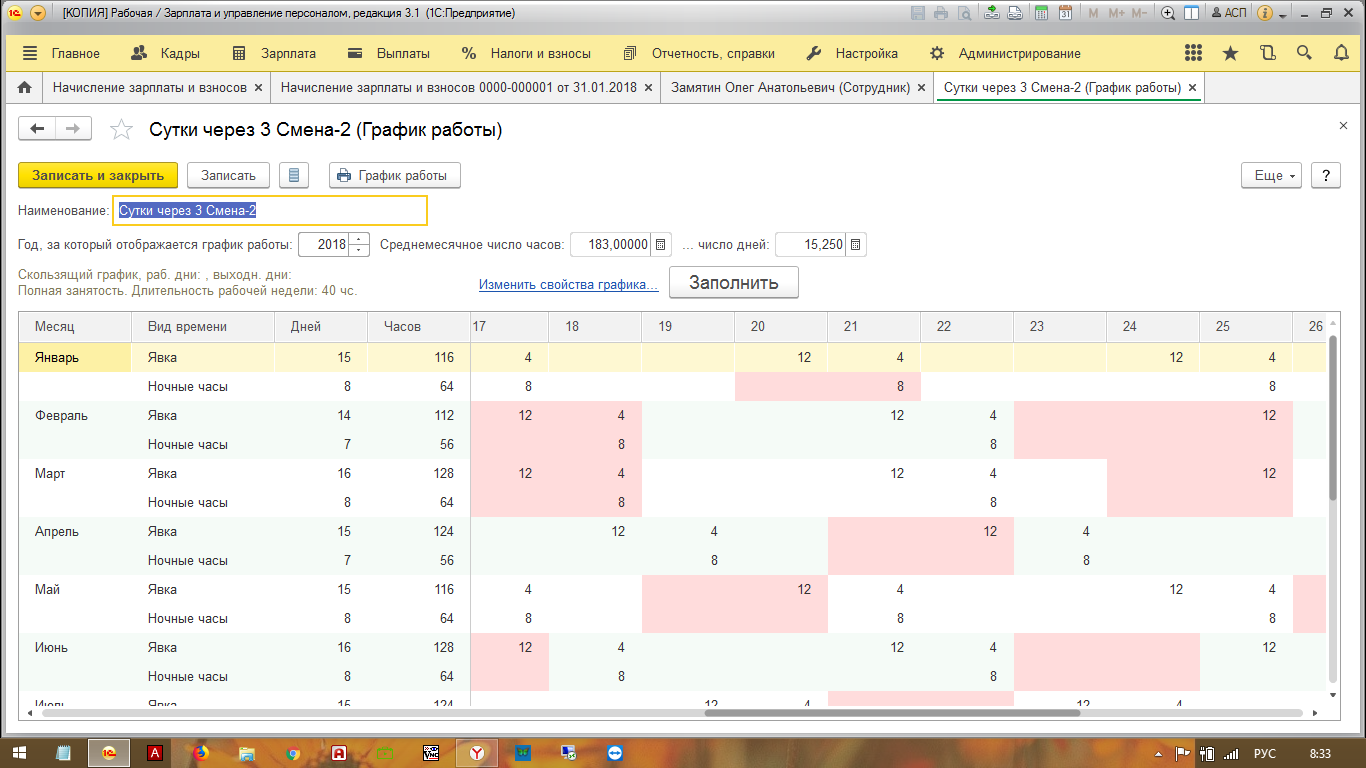 [КОПИЯ] Рабочая / Зарплата и управление персоналом, редакция 3.1 (1С:Предприятие) M M+ M- АСП
Главное Кадры Зарплата Выплаты Налоги и взносы Отчетность, справки Настройка Администрирование
Начисление зарплаты и взносов × Начисление зарплаты и взносов 0000-000001 от 31.01.2018 × Замятин Олег Анатольевич (Сотрудник) × Сутки через 3 Смена-2 (График работы) ×
Сутки через 3 Смена-2 (График работы) ×
Записать и закрыть Записать График работы Еще ?
Наименование: Сутки через 3 Смена-2
Год, за который отображается график работы: 2018 Среднемесячное число часов: 183,00000 ... число дней: 15,250
Скользящий график, раб. дни: , выходн. дни:
Полная занятость. Длительность рабочей недели: 40 чс.
Изменить свойства графика... Заполнить
Месяц Вид времени Дней Часов 17 18 19 20 21 22 23 24 25 26
Январь Явка 15 116 4 12 4 12 4
Ночные часы 8 64 8 8 8
Февраль Явка 14 112 12 4 12 4 12
Ночные часы 7 56 8 8
Март Явка 16 128 12 4 12 4 12
Ночные часы 8 64 8 8
Апрель Явка 15 124 12 4 12 4
Ночные часы 7 56 8 8
Май Явка 15 116 4 12 4 12 4
Ночные часы 8 64 8 8 8
Июнь Явка 16 128 12 4 12 4 12
Ночные часы 8 64 8 8
Июль Явка 15 124 12 4 12 4
РУС 8:33